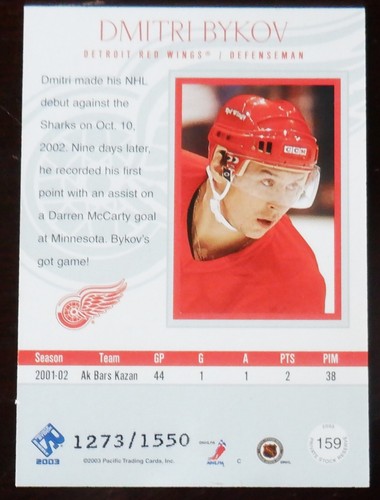 DMITRI BYKOV
DETROIT RED WINGS® / DEFENSEMAN
Dmitri made his NHL
debut against the
Sharks on Oct. 10,
2002. Nine days later,
he recorded his first
point with an assist on
a Darren McCarty goal
at Minnesota. Bykov's
got game!
CCM
Season Team GP G A PTS PIM
2001-02 Ak Bars Kazan 44 1 1 2 38
2003
1273/1550
©2003 Pacific Trading Cards, Inc.
159